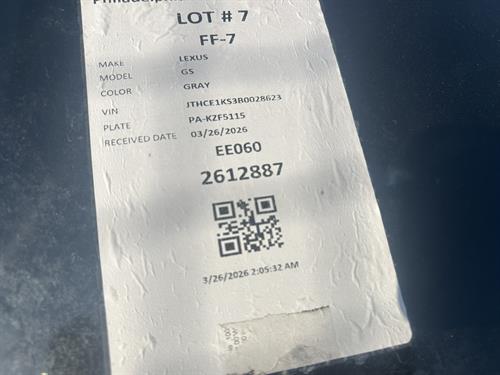 LOT # 7
FF-7
MAKE LEXUS
MODEL GS
COLOR GRAY
VIN JTHCE1KS3B0028623
PLATE PA-KZF5115
RECEIVED DATE 03/26/2026
EE060
2612887
3/26/2026 2:05:32 AM